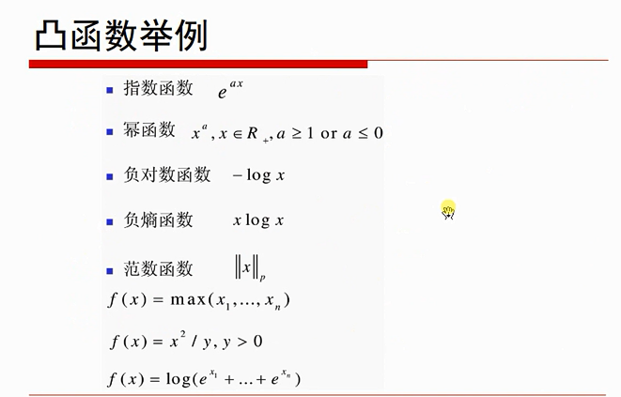 凸函数举例
指数函数 e^{ax}
幂函数 x^a, x ∈ R_+, a ≥ 1 or a ≤ 0
负对数函数 − log x
负熵函数 x log x
范数函数 ‖x‖_p
f(x) = max(x_1, ..., x_n)
f(x) = x^2 / y, y > 0
f(x) = log(e^{x_1} + ... + e^{x_n})